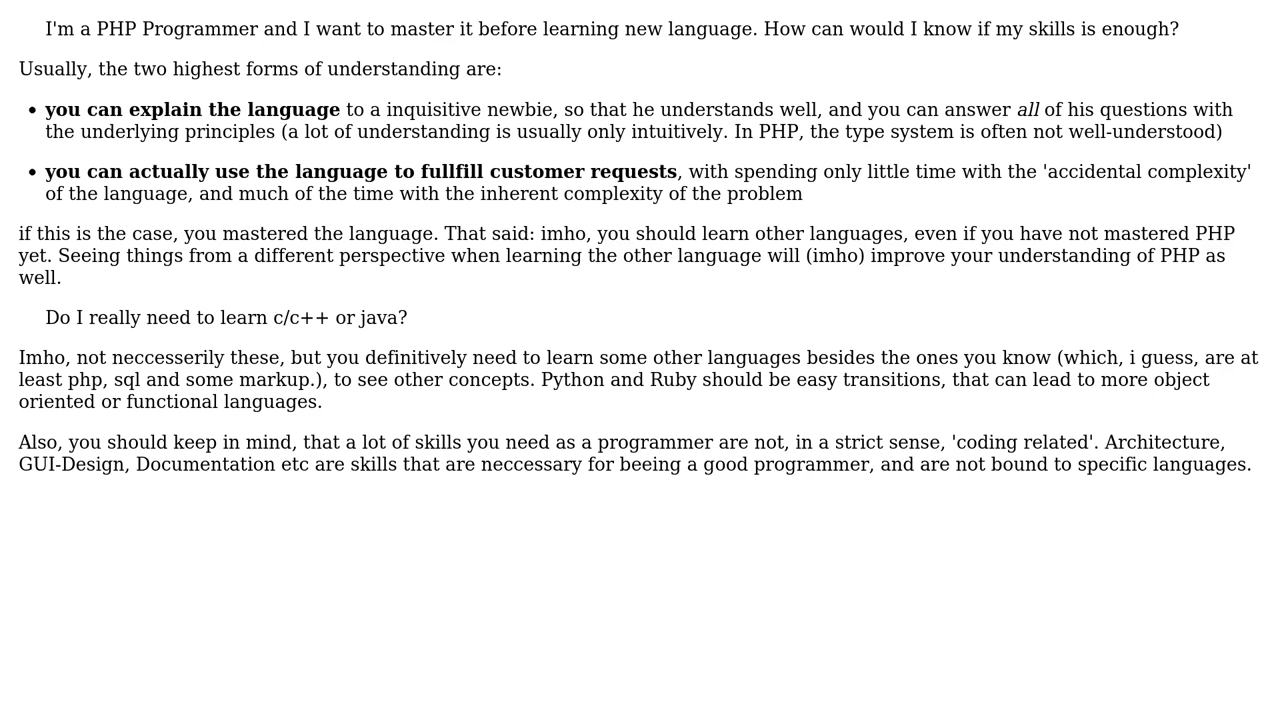 I'm a PHP Programmer and I want to master it before learning new language. How can would I know if my skills is enough?
Usually, the two highest forms of understanding are:
• you can explain the language to a inquisitive newbie, so that he understands well, and you can answer all of his questions with
the underlying principles (a lot of understanding is usually only intuitively. In PHP, the type system is often not well-understood)
• you can actually use the language to fullfill customer requests, with spending only little time with the 'accidental complexity'
of the language, and much of the time with the inherent complexity of the problem
if this is the case, you mastered the language. That said: imho, you should learn other languages, even if you have not mastered PHP
yet. Seeing things from a different perspective when learning the other language will (imho) improve your understanding of PHP as
well.
Do I really need to learn c/c++ or java?
Imho, not neccesserily these, but you definitively need to learn some other languages besides the ones you know (which, i guess, are at
least php, sql and some markup.), to see other concepts. Python and Ruby should be easy transitions, that can lead to more object
oriented or functional languages.
Also, you should keep in mind, that a lot of skills you need as a programmer are not, in a strict sense, 'coding related'. Architecture,
GUI-Design, Documentation etc are skills that are neccessary for beeing a good programmer, and are not bound to specific languages.